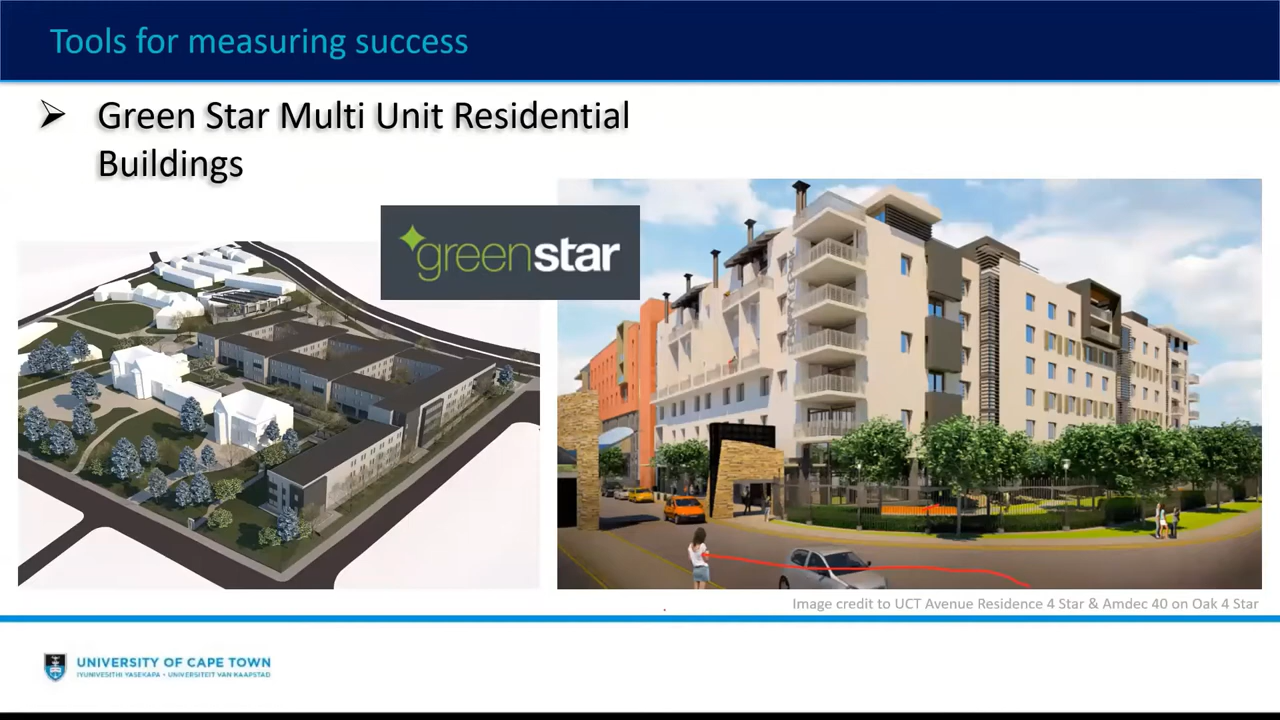 Tools for measuring success
Green Star Multi Unit Residential
Buildings
greenstar
Image credit to UCT Avenue Residence 4 Star & Amdec 40 on Oak 4 Star
UNIVERSITY OF CAPE TOWN
IYUNIVESITHI YASEKAPA • UNIVERSITEIT VAN KAAPSTAD